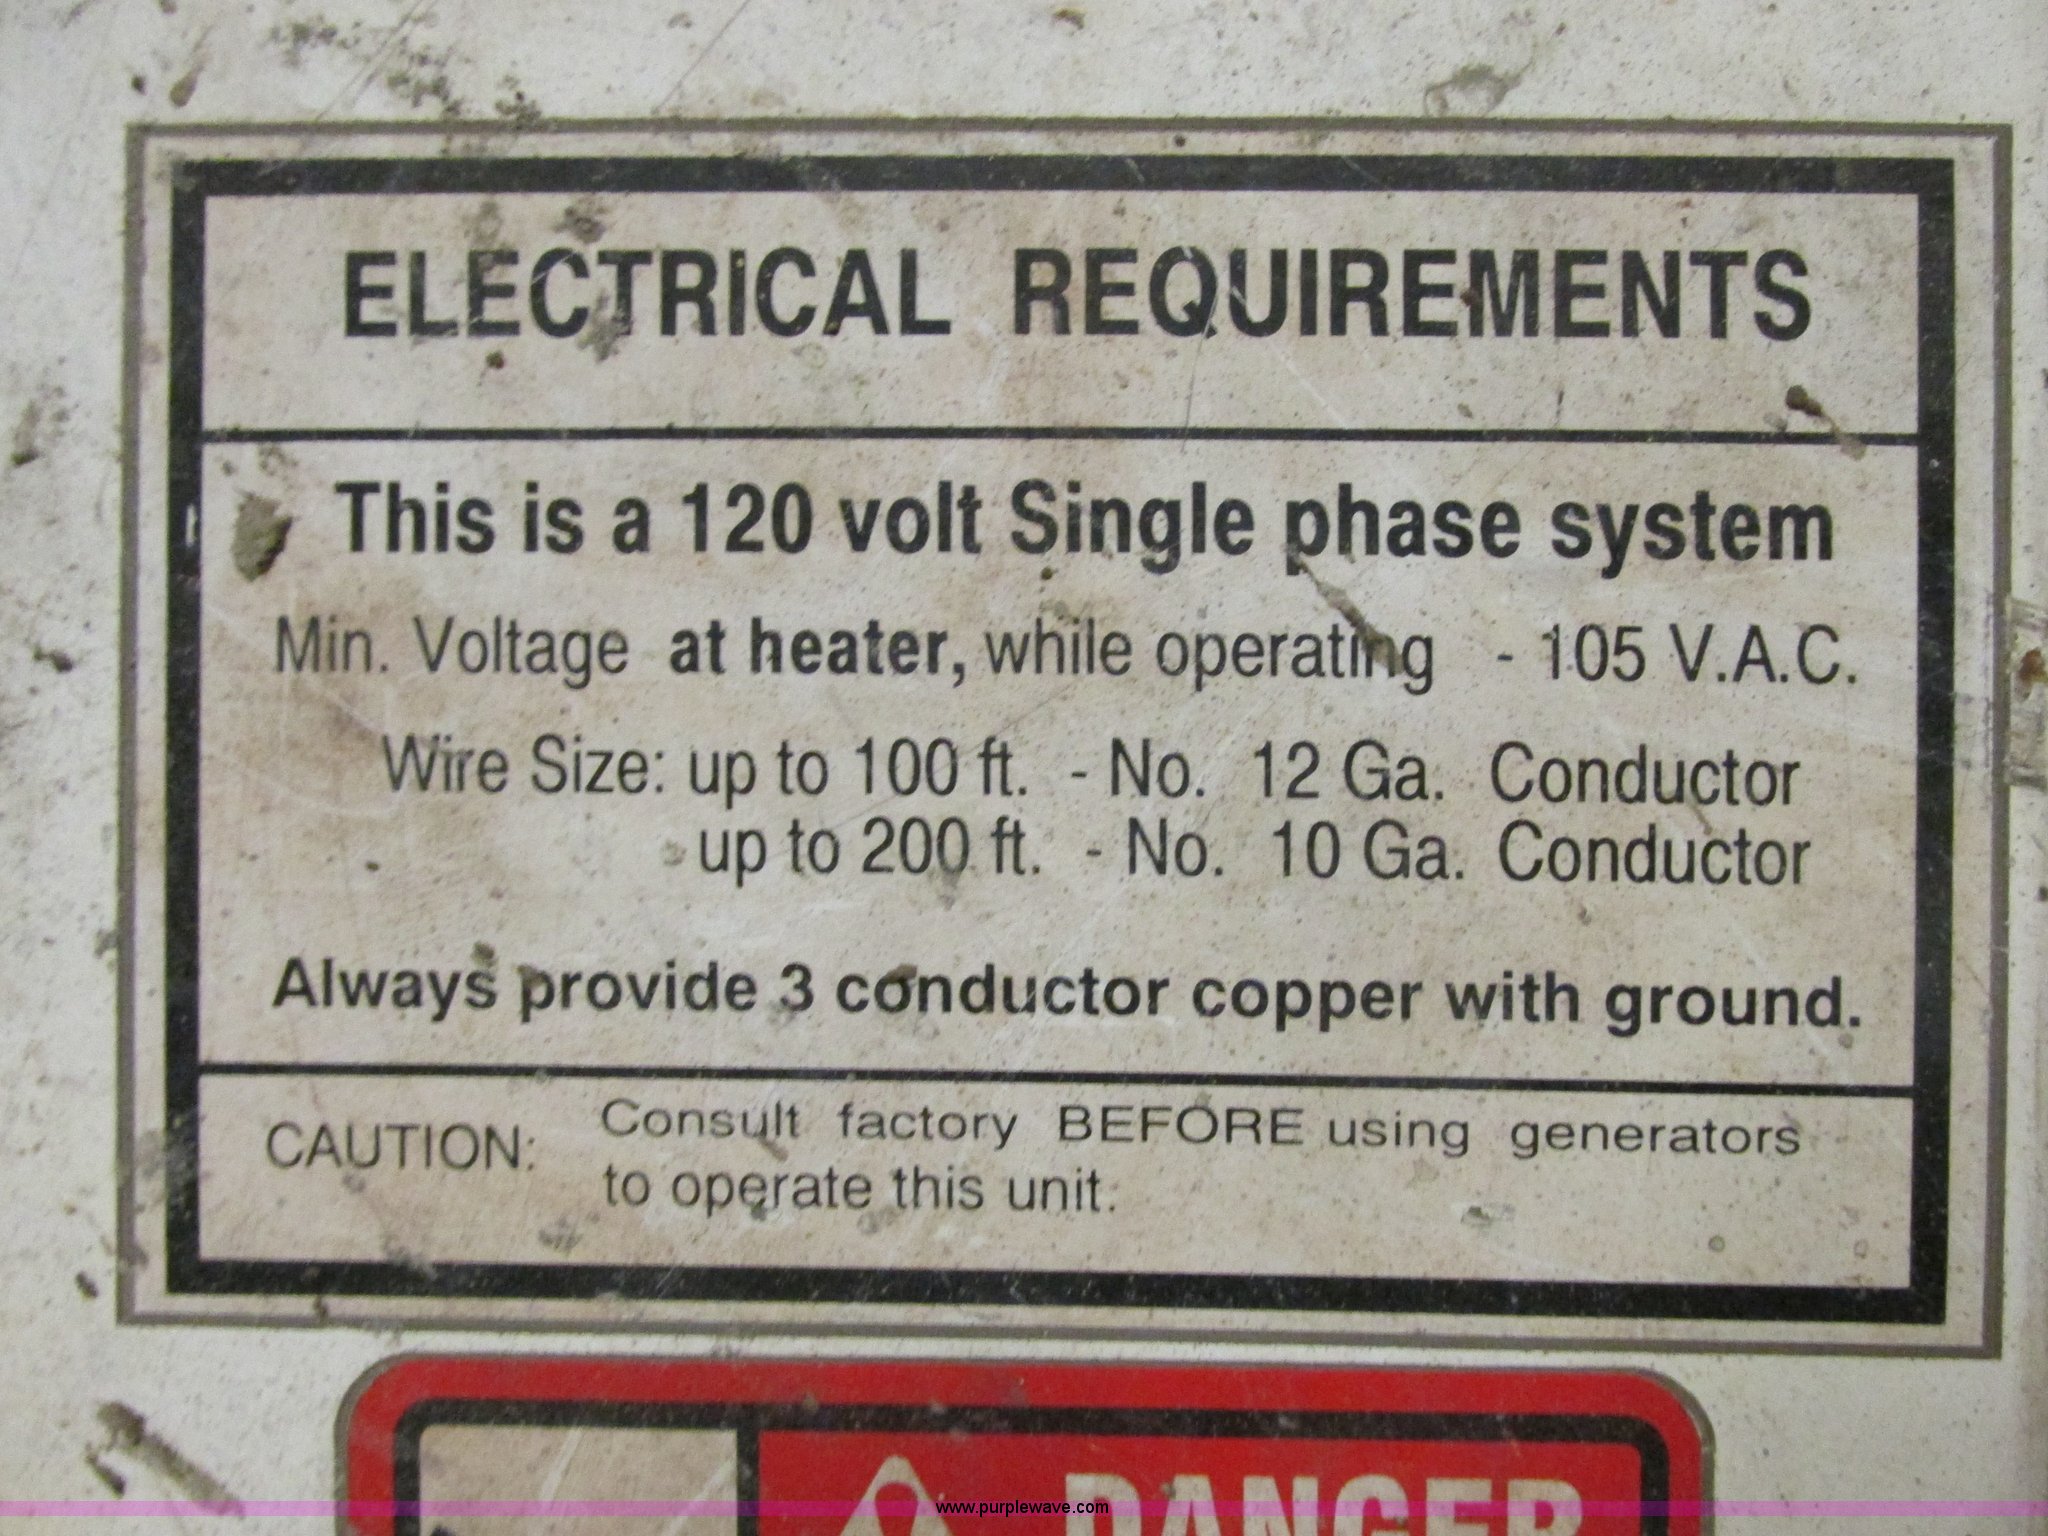 ELECTRICAL REQUIREMENTS
This is a 120 volt Single phase system
Min. Voltage at heater, while operating - 105 V.A.C.
Wire Size: up to 100 ft. - No. 12 Ga. Conductor
up to 200 ft. - No. 10 Ga. Conductor
Always provide 3 conductor copper with ground.
CAUTION: Consult factory BEFORE using generators
to operate this unit.
DANGER
www.purplewave.com